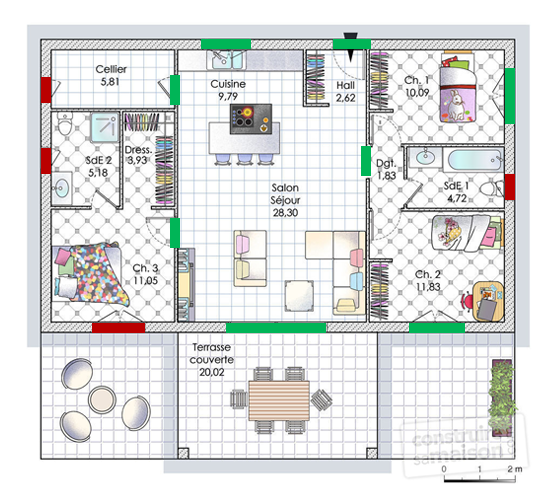 Cellier
5,81
Cuisine
9,79
Hall
2,62
Ch. 1
10,09
SdE 2
5,18
Dress.
3,93
Dgt.
1,83
SdE 1
4,72
Salon
Séjour
28,30
Ch. 3
11,05
Ch. 2
11,83
Terrasse
couverte
20,02
construire
samaison
0 1 2 m